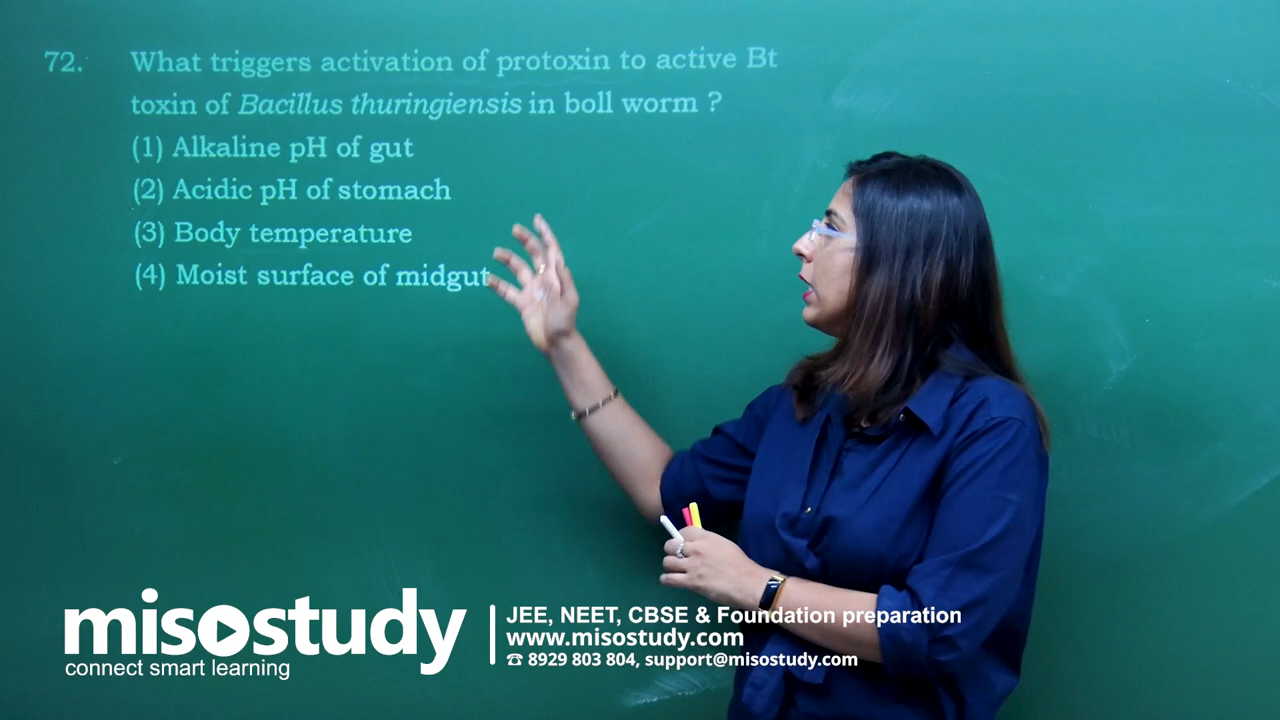 72. What triggers activation of protoxin to active Bt
toxin of Bacillus thuringiensis in boll worm ?
(1) Alkaline pH of gut
(2) Acidic pH of stomach
(3) Body temperature
(4) Moist surface of midgut
misostudy
connect smart learning
JEE, NEET, CBSE & Foundation preparation
www.misostudy.com
☎ 8929 803 804, support@misostudy.com